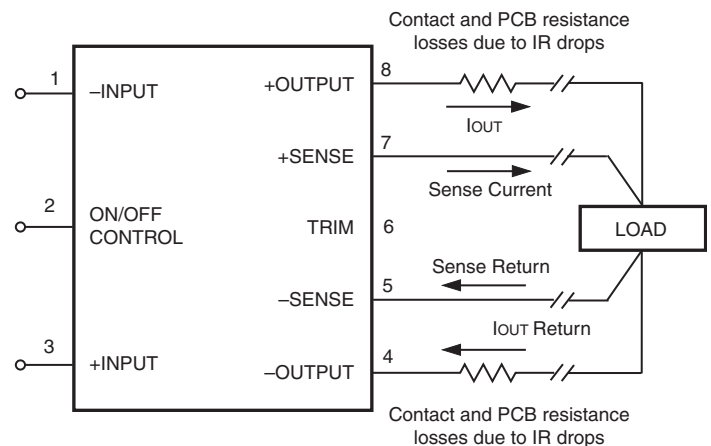 Contact and PCB resistance
losses due to IR drops
1
–INPUT
+OUTPUT
8
IOUT
7
+SENSE
Sense Current
2
ON/OFF
CONTROL
TRIM
6
LOAD
Sense Return
5
–SENSE
IOUT Return
3
+INPUT
4
–OUTPUT
Contact and PCB resistance
losses due to IR drops